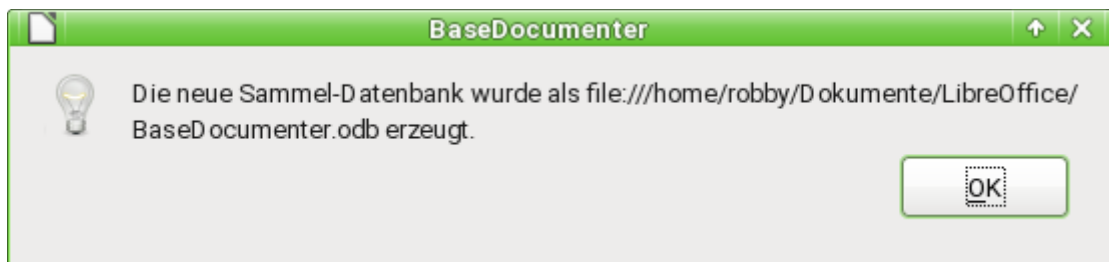 BaseDocumenter
Die neue Sammel-Datenbank wurde als file:///home/robby/Dokumente/LibreOffice/
BaseDocumenter.odb erzeugt.
OK